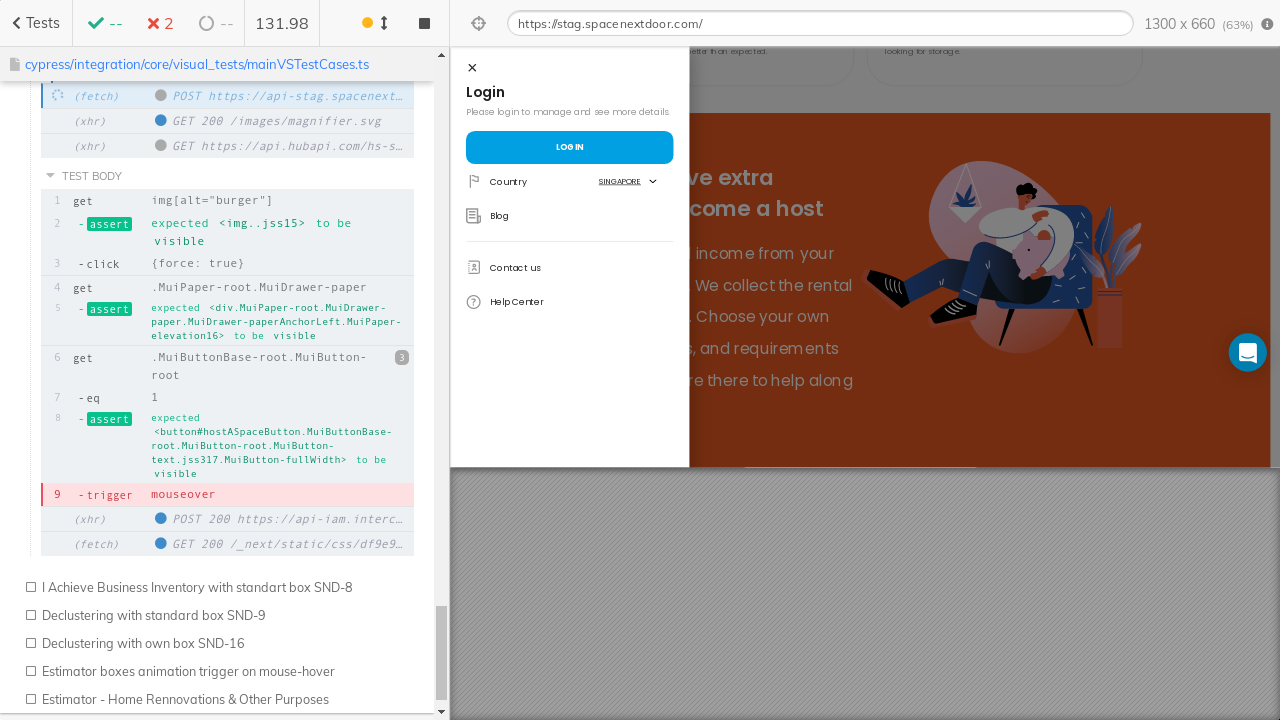 Tests
--
2
--
131.98
https://stag.spacenextdoor.com/
1300 x 660 (63%)
cypress/integration/core/visual_tests/mainVSTestCases.ts
(fetch) POST https://api-stag.spacenext…
(xhr) GET 200 /images/magnifier.svg
(xhr) GET https://api.hubapi.com/hs-s…
TEST BODY
1 get img[alt="burger"]
2 -assert expected <img..jss15> to be
visible
-click {force: true}
4 get .MuiPaper-root.MuiDrawer-paper
5 -assert expected <div.MuiPaper-root.MuiDrawer-
paper.MuiDrawer-paperAnchorLeft.MuiPaper-
elevation16> to be visible
6 get .MuiButtonBase-root.MuiButton- 3
root
7 -eq 1
8 -assert expected
<button#hostASpaceButton.MuiButtonBase-
root.MuiButton-root.MuiButton-
text.jss317.MuiButton-fullWidth> to be
visible
9 -trigger mouseover
(xhr) POST 200 https://api-iam.interc…
(fetch) GET 200 /_next/static/css/df9e9…
I Achieve Business Inventory with standart box SND-8
Declustering with standard box SND-9
Declustering with own box SND-16
Estimator boxes animation trigger on mouse-hover
Estimator - Home Rennovations & Other Purposes
etter than expected.
looking for storage.
Login
Please login to manage and see more details.
LOGIN
Country SINGAPORE
Blog
Contact us
Help Center
ve extra
come a host
income from your
. We collect the rental
. Choose your own
s, and requirements
re there to help along